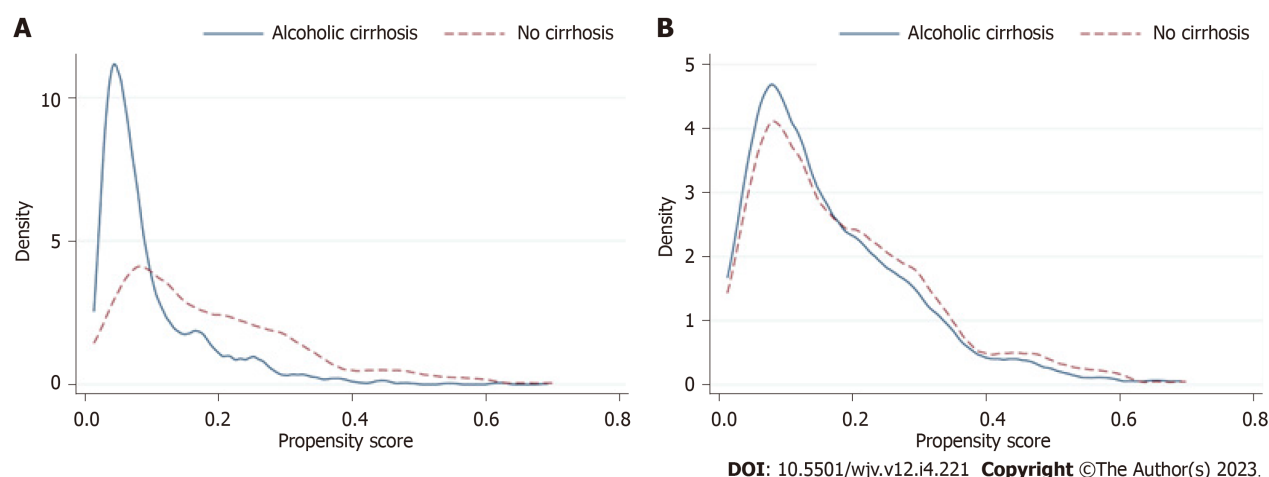 A
Alcoholic cirrhosis
No cirrhosis
10
5
0
Density
0.0 0.2 0.4 0.6 0.8
Propensity score
B
Alcoholic cirrhosis
No cirrhosis
5
4
3
2
1
0
Density
0.0 0.2 0.4 0.6 0.8
Propensity score
DOI: 10.5501/wjv.v12.i4.221 Copyright ©The Author(s) 2023.